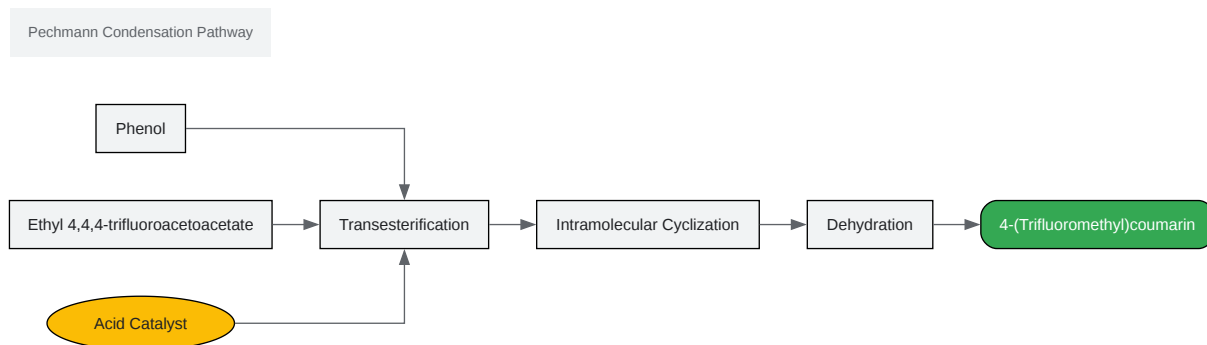 Pechmann Condensation Pathway
Phenol
Ethyl 4,4,4-trifluoroacetoacetate
Transesterification
Intramolecular Cyclization
Dehydration
4-(Trifluoromethyl)coumarin
Acid Catalyst